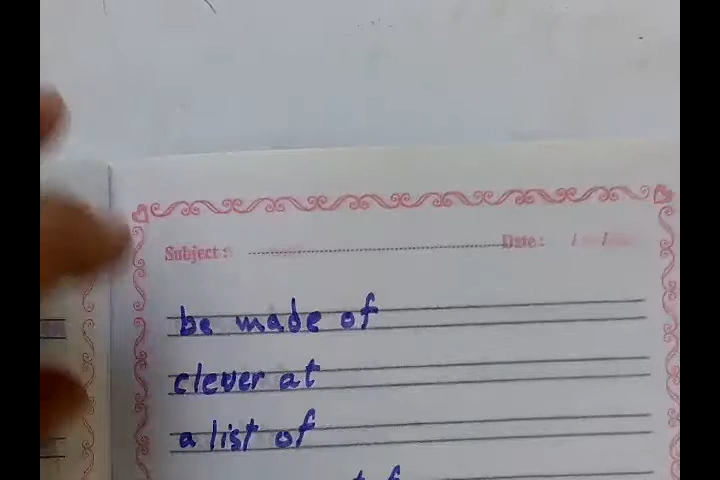 Subject: Date: / /
be made of
clever at
a list of